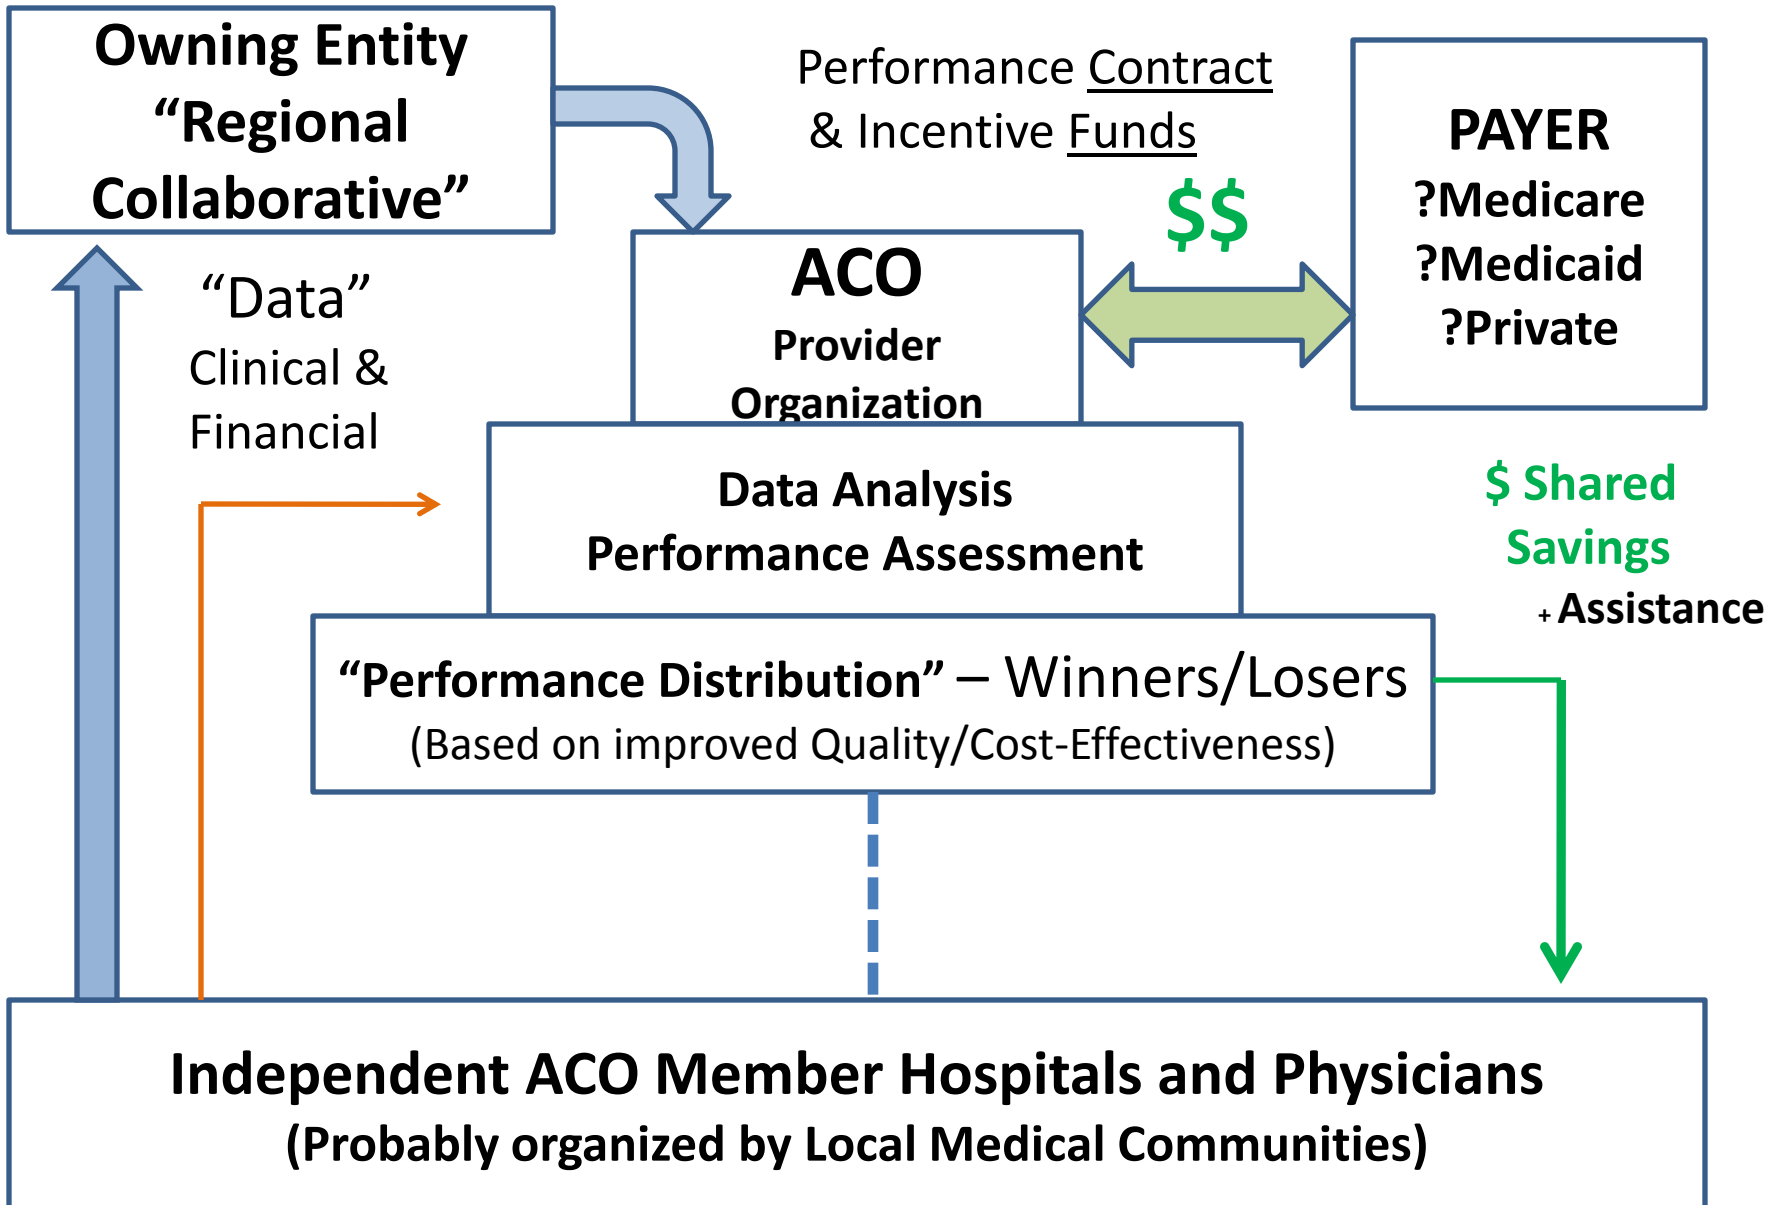 Owning Entity
“Regional
Collaborative”
Performance Contract
& Incentive Funds
$$
PAYER
?Medicare
?Medicaid
?Private
“Data”
Clinical &
Financial
ACO
Provider
Organization
Data Analysis
Performance Assessment
$ Shared
Savings
+ Assistance
“Performance Distribution” – Winners/Losers
(Based on improved Quality/Cost-Effectiveness)
Independent ACO Member Hospitals and Physicians
(Probably organized by Local Medical Communities)